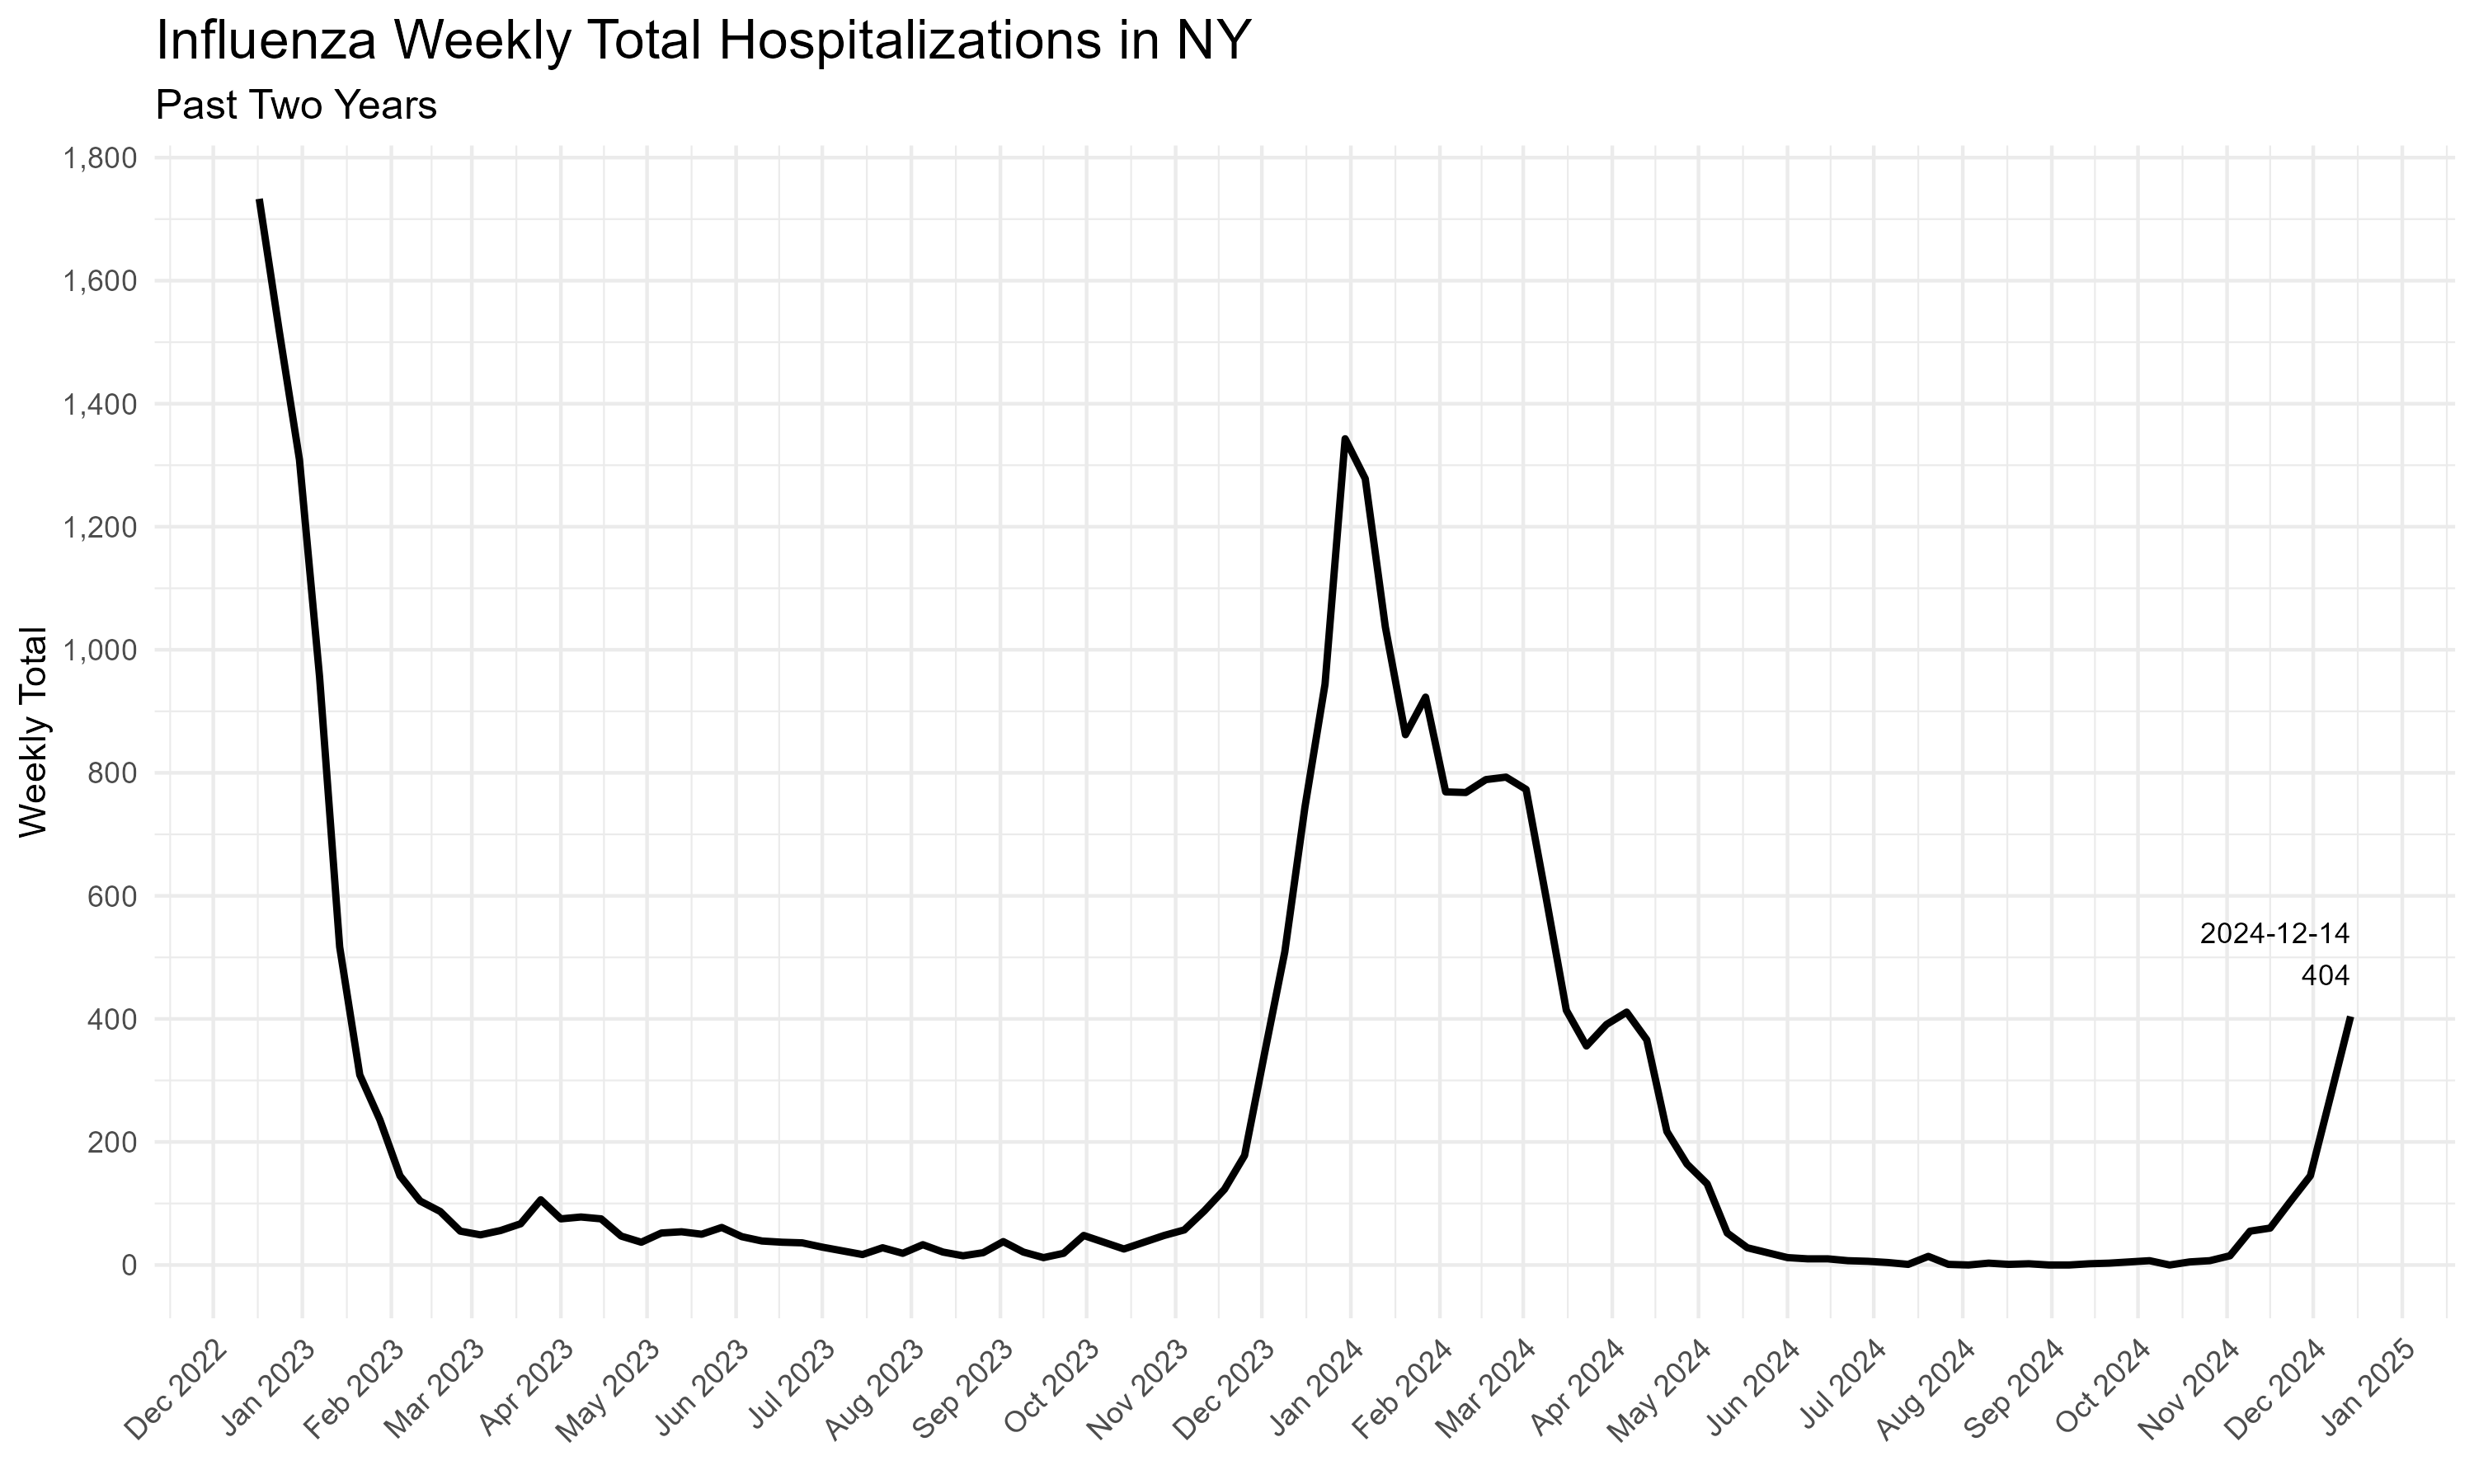 Influenza Weekly Total Hospitalizations in NY
Past Two Years
Weekly Total
1,800
1,600
1,400
1,200
1,000
800
600
400
200
0
2024-12-14
404
Dec 2022
Jan 2023
Feb 2023
Mar 2023
Apr 2023
May 2023
Jun 2023
Jul 2023
Aug 2023
Sep 2023
Oct 2023
Nov 2023
Dec 2023
Jan 2024
Feb 2024
Mar 2024
Apr 2024
May 2024
Jun 2024
Jul 2024
Aug 2024
Sep 2024
Oct 2024
Nov 2024
Dec 2024
Jan 2025